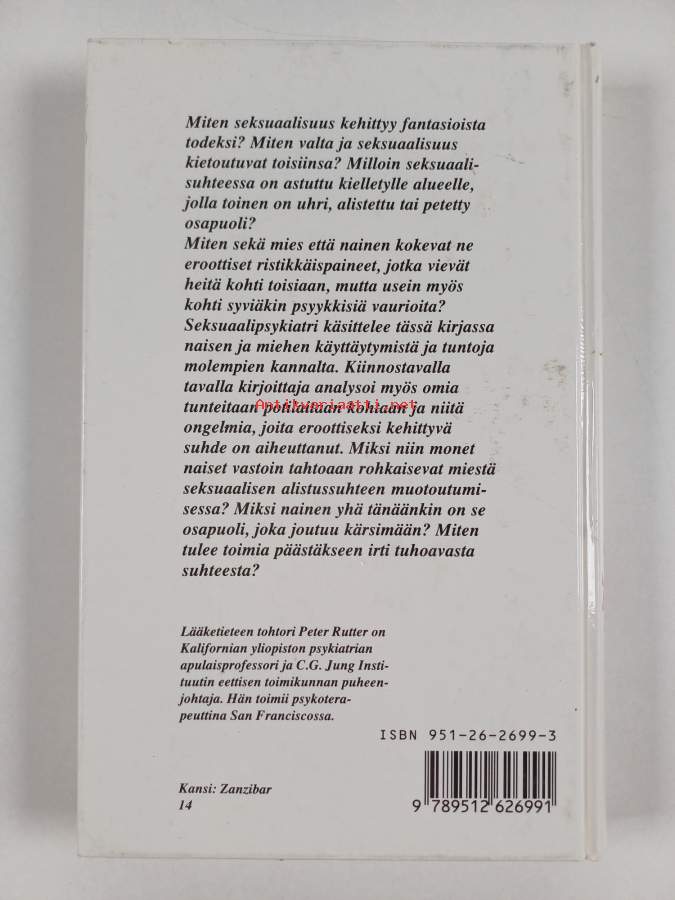 Miten seksuaalisuus kehittyy fantasioista
todeksi? Miten valta ja seksuaalisuus
kietoutuvat toisiinsa? Milloin seksuaali-
suhteessa on astuttu kielletylle alueelle,
jolla toinen on uhri, alistettu tai petetty
osapuoli?
Miten sekä mies että nainen kokevat ne
eroottiset ristikkäispaineet, jotka vievät
heitä kohti toisiaan, mutta usein myös
kohti syviäkin psyykkisiä vaurioita?
Seksuaalipsykiatri käsittelee tässä kirjassa
naisen ja miehen käyttäytymistä ja tuntoja
molempien kannalta. Kiinnostavalla
tavalla kirjoittaja analysoi myös omia
tunteitaan potilaitaan kohtaan ja niitä
Antikvariaatti.net
ongelmia, joita eroottiseksi kehittyvä
suhde on aiheuttanut. Miksi niin monet
naiset vastoin tahtoaan rohkaisevat miestä
seksuaalisen alistussuhteen muotoutumi-
sessa? Miksi nainen yhä tänäänkin on se
osapuoli, joka joutuu kärsimään? Miten
tulee toimia päästäkseen irti tuhoavasta
suhteesta?
Lääketieteen tohtori Peter Rutter on
Kalifornian yliopiston psykiatrian
apulaisprofessori ja C.G. Jung Insti-
tuutin eettisen toimikunnan puheen-
johtaja. Hän toimii psykotera-
peuttina San Franciscossa.
ISBN 951-26-2699-3
Kansi: Zanzibar
14
9 789512 626991